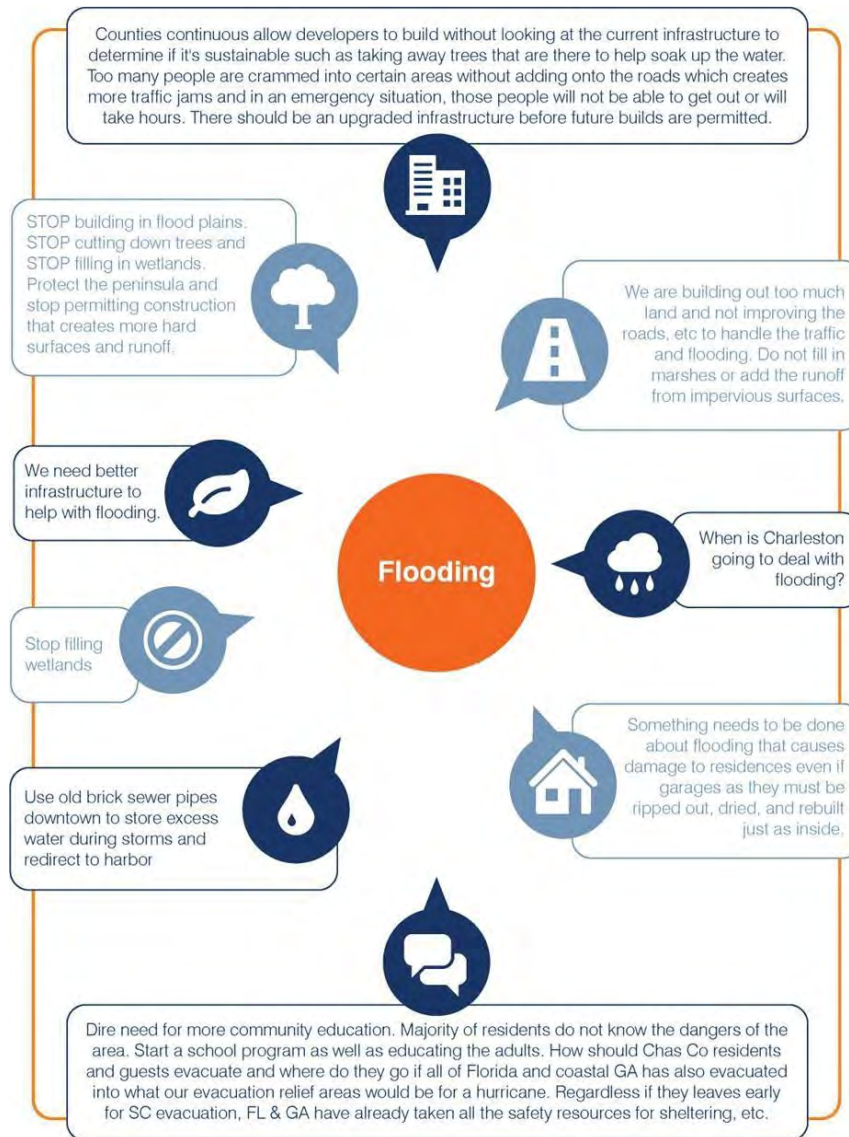 Counties continuous allow developers to build without looking at the current infrastructure to
determine if it's sustainable such as taking away trees that are there to help soak up the water.
Too many people are crammed into certain areas without adding onto the roads which creates
more traffic jams and in an emergency situation, those people will not be able to get out or will
take hours. There should be an upgraded infrastructure before future builds are permitted.
STOP building in flood plains.
STOP cutting down trees and
STOP filling in wetlands.
Protect the peninsula and
stop permitting construction
that creates more hard
surfaces and runoff.
We are building out too much
land and not improving the
roads, etc to handle the traffic
and flooding. Do not fill in
marshes or add the runoff
from impervious surfaces.
We need better
infrastructure to
help with flooding.
Flooding
When is Charleston
going to deal with
flooding?
Stop filling
wetlands
Something needs to be done
about flooding that causes
damage to residences even if
garages as they must be
ripped out, dried, and rebuilt
just as inside.
Use old brick sewer pipes
downtown to store excess
water during storms and
redirect to harbor
Dire need for more community education. Majority of residents do not know the dangers of the
area. Start a school program as well as educating the adults. How should Chas Co residents
and guests evacuate and where do they go if all of Florida and coastal GA has also evacuated
into what our evacuation relief areas would be for a hurricane. Regardless if they leaves early
for SC evacuation, FL & GA have already taken all the safety resources for sheltering, etc.